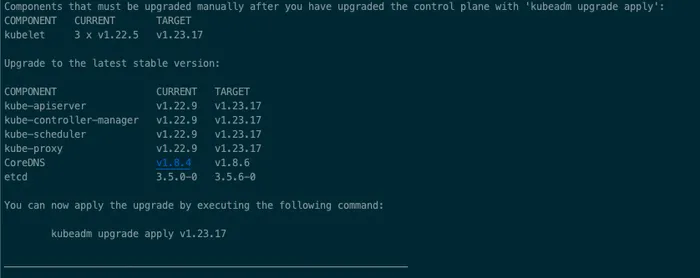 Components that must be upgraded manually after you have upgraded the control plane with 'kubeadm upgrade apply':
COMPONENT   CURRENT       TARGET
kubelet     3 x v1.22.5   v1.23.17
Upgrade to the latest stable version:
COMPONENT                 CURRENT   TARGET
kube-apiserver            v1.22.9   v1.23.17
kube-controller-manager   v1.22.9   v1.23.17
kube-scheduler            v1.22.9   v1.23.17
kube-proxy                v1.22.9   v1.23.17
CoreDNS                   v1.8.4    v1.8.6
etcd                      3.5.0-0   3.5.6-0
You can now apply the upgrade by executing the following command:
kubeadm upgrade apply v1.23.17